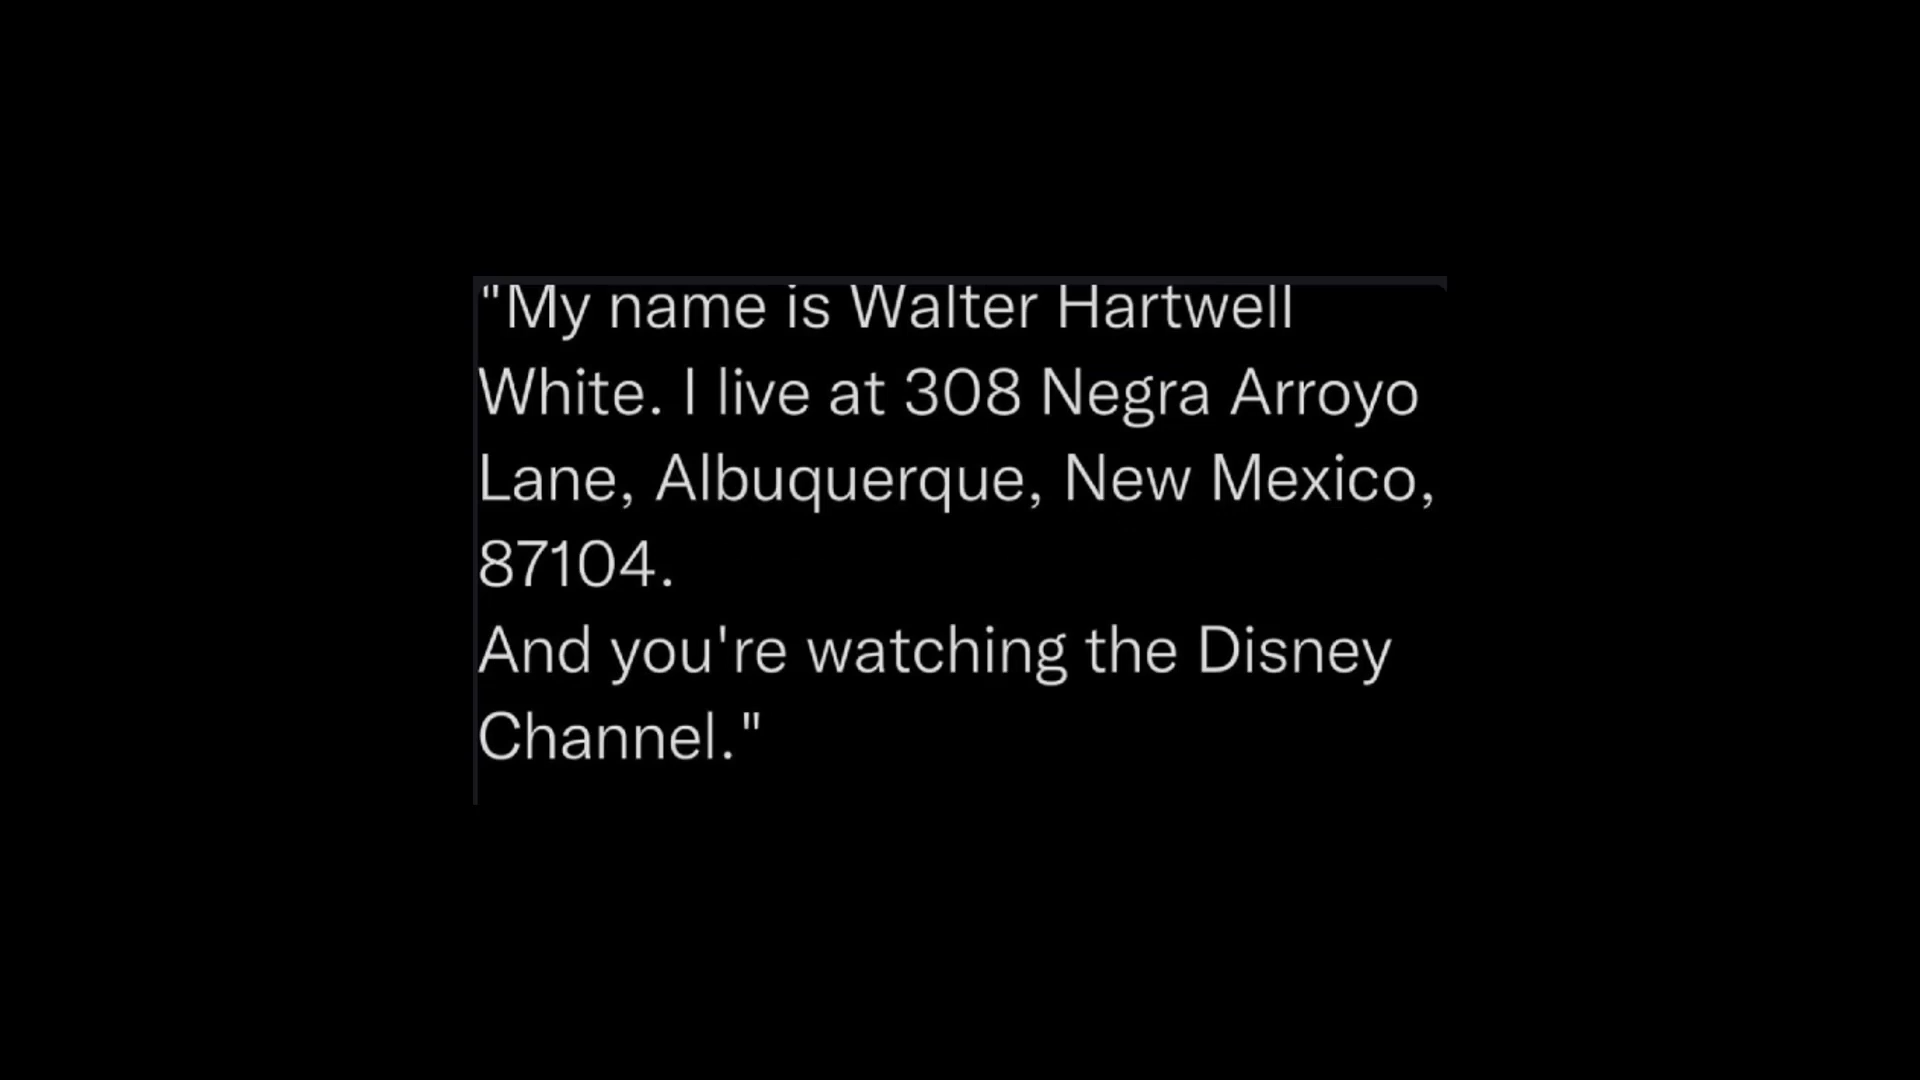 "My name is Walter Hartwell
White. I live at 308 Negra Arroyo
Lane, Albuquerque, New Mexico,
87104.
And you're watching the Disney
Channel."